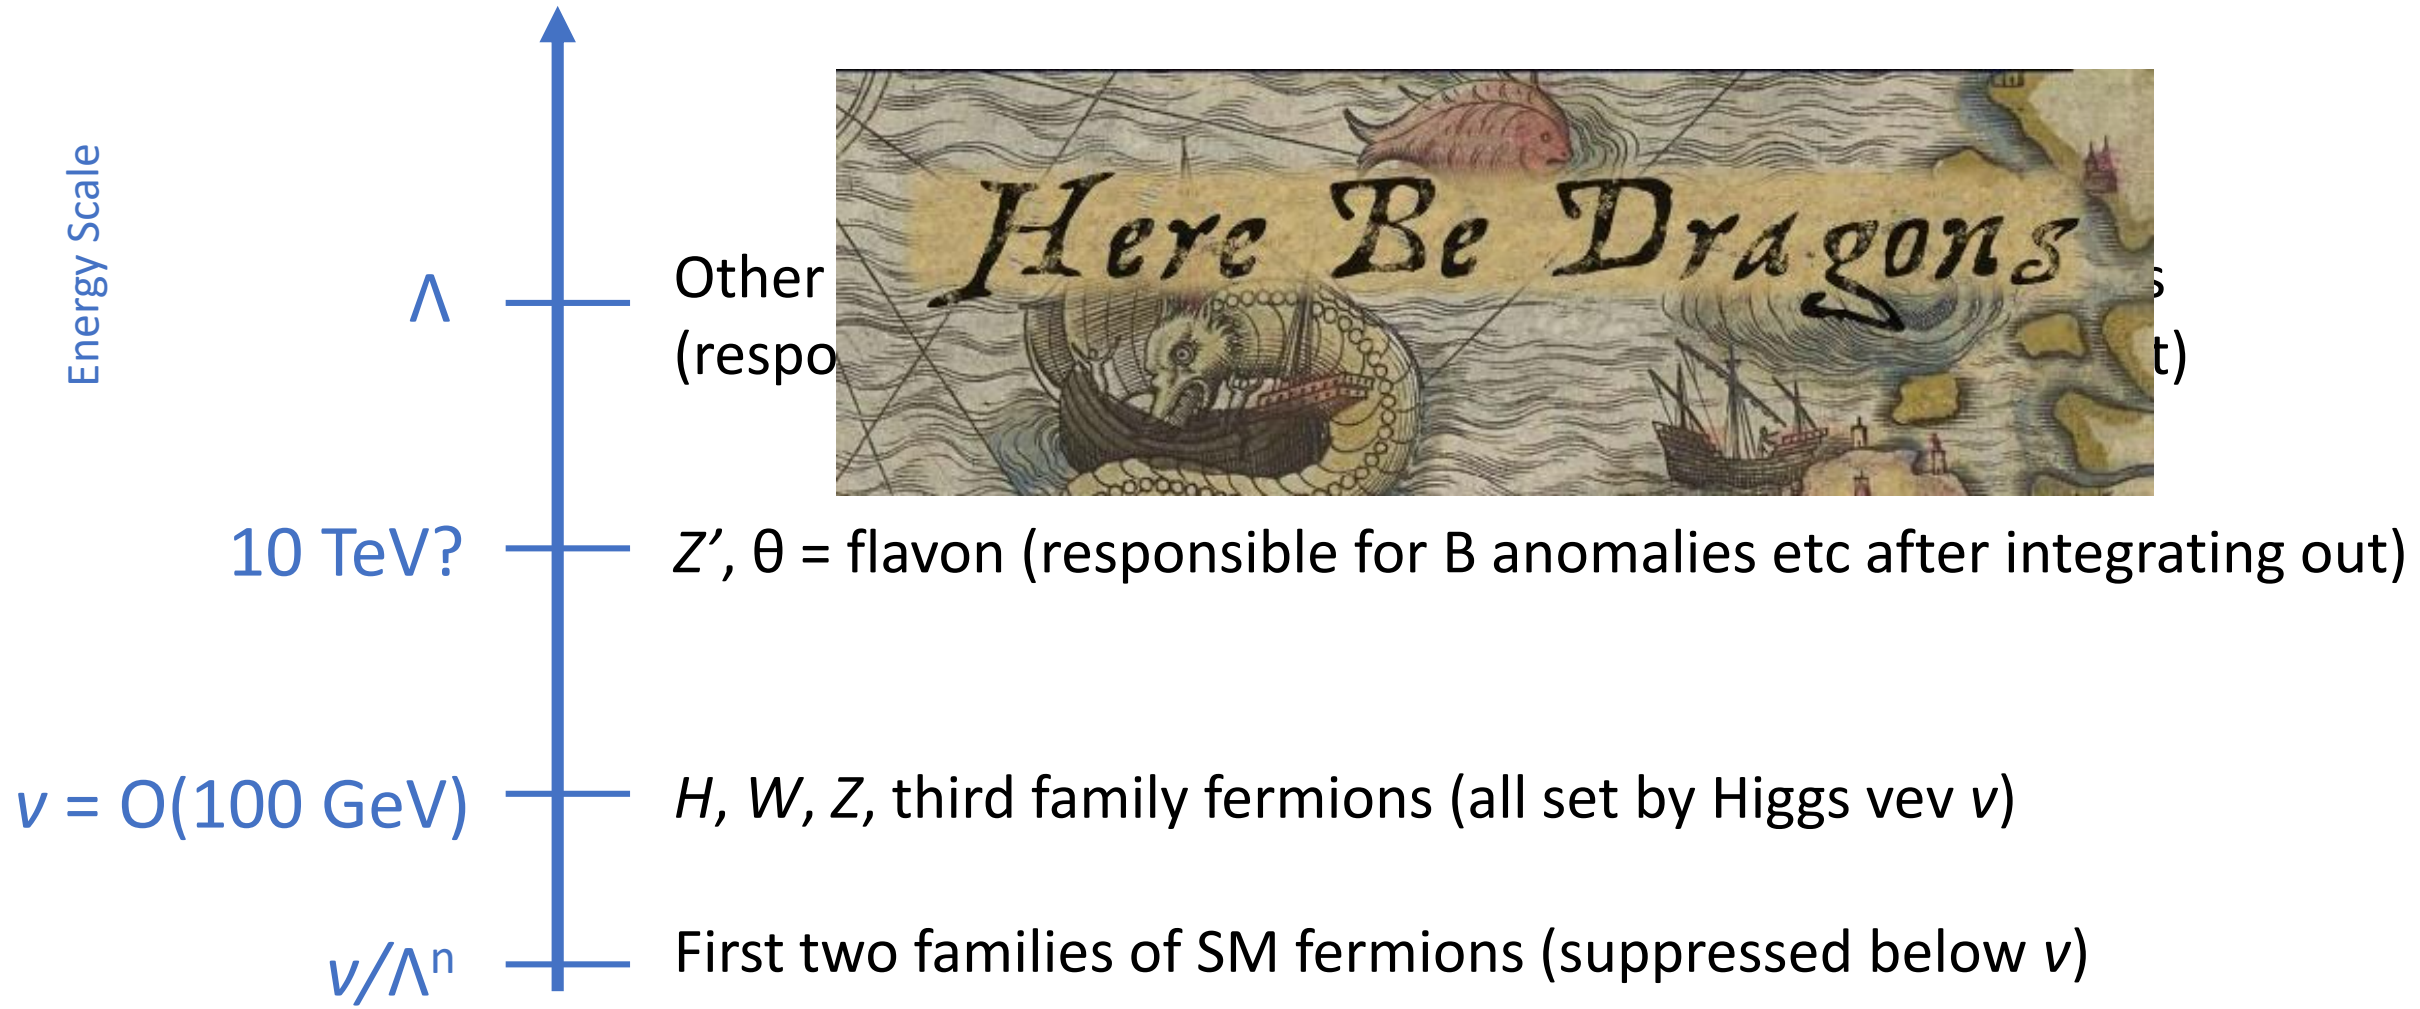 Energy Scale
Here Be Dragons
Λ
Other
s
(respo
t)
10 TeV?
Z’, θ = flavon (responsible for B anomalies etc after integrating out)
v = O(100 GeV)
H, W, Z, third family fermions (all set by Higgs vev v)
v/Λⁿ
First two families of SM fermions (suppressed below v)